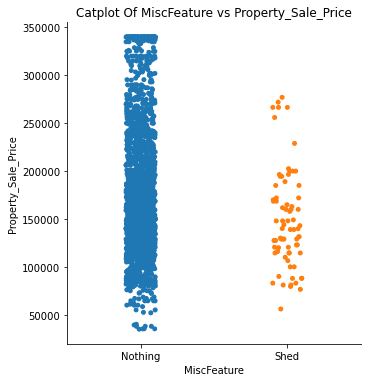 Catplot Of MiscFeature vs Property_Sale_Price
350000
300000
250000
200000
150000
100000
50000
Property_Sale_Price
Nothing
Shed
MiscFeature